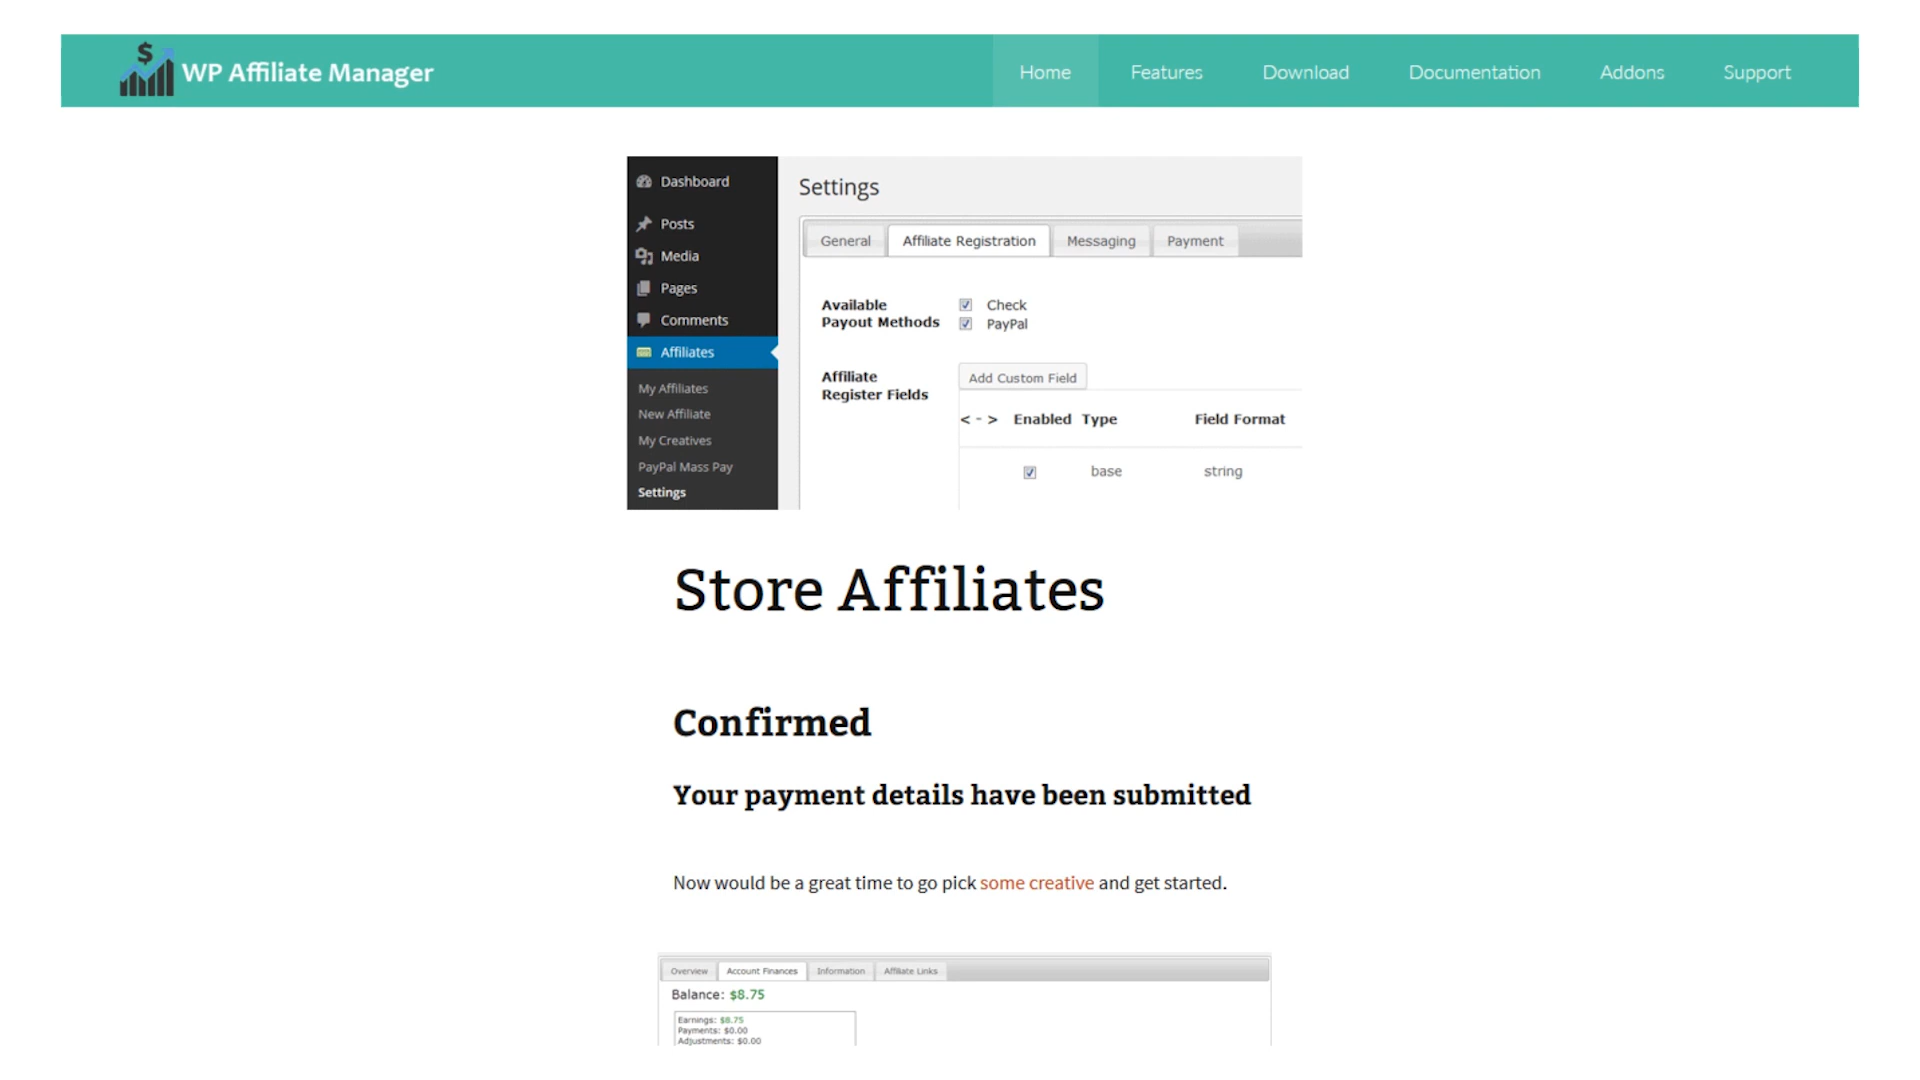 $
WP Affiliate Manager
Home Features Download Documentation Addons Support
Dashboard
Posts
Media
Pages
Comments
Affiliates
My Affiliates
New Affiliate
My Creatives
PayPal Mass Pay
Settings
Settings
General Affiliate Registration Messaging Payment
Available
Payout Methods
Check
PayPal
Affiliate
Register Fields
Add Custom Field
< - > Enabled Type Field Format
base string
Store Affiliates
Confirmed
Your payment details have been submitted
Now would be a great time to go pick some creative and get started.
Overview Account Finances Information Affiliate Links
Balance: $8.75
Earnings: $8.75
Payments: $0.00
Adjustments: $0.00